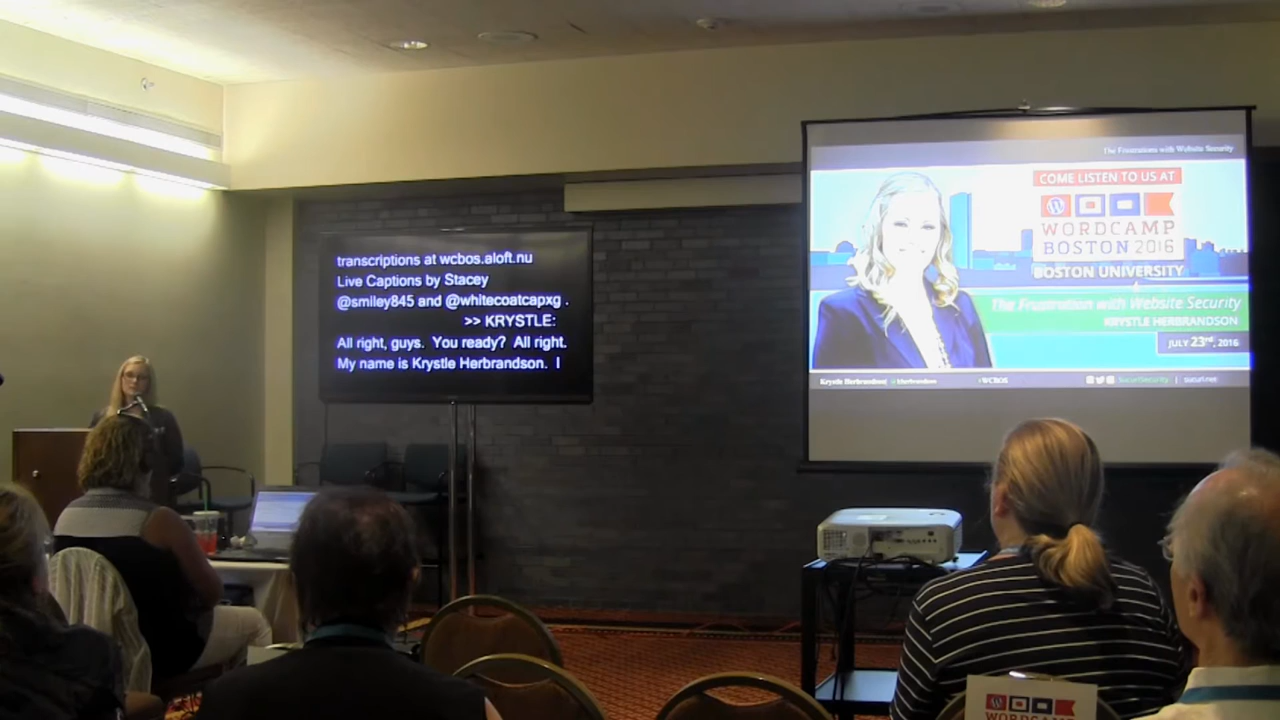 transcriptions at wcbos.aloft.nu
Live Captions by Stacey
@smiley845 and @whitecoatcapxg .
>> KRYSTLE:
All right, guys. You ready? All right.
My name is Krystle Herbrandson. I
The Frustrations with Website Security
COME LISTEN TO US AT
WORDCAMP
BOSTON 2016
BOSTON UNIVERSITY
The Frustration with Website Security
KRYSTLE HERBRANDSON
JULY 23rd, 2016
Krystle Herbrandson
#WCBOS
SucuriSecurity | sucuri.net
WORDCAMP